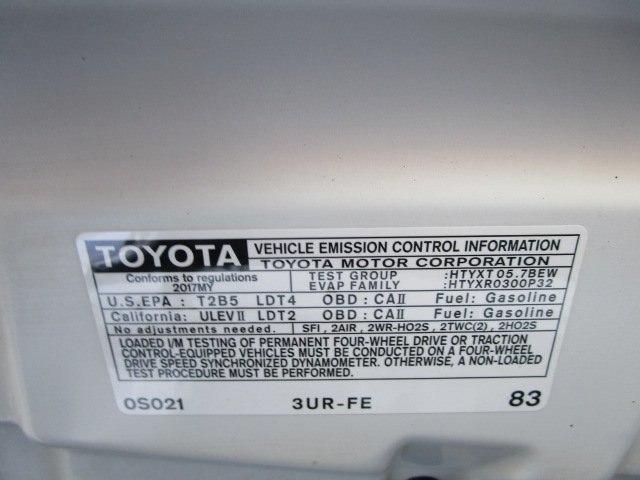 TOYOTA VEHICLE EMISSION CONTROL INFORMATION
TOYOTA MOTOR CORPORATION
Conforms to regulations TEST GROUP :HTYXT05.7BEW
2017MY EVAP FAMILY :HTYXR0300P32
U.S.EPA : T2B5 LDT4 OBD : CAII Fuel: Gasoline
California: ULEVII LDT2 OBD : CAII Fuel: Gasoline
No adjustments needed. SFI , 2AIR , 2WR-HO2S , 2TWC(2) , 2HO2S
LOADED I/M TESTING OF PERMANENT FOUR-WHEEL DRIVE OR TRACTION
CONTROL-EQUIPPED VEHICLES MUST BE CONDUCTED ON A FOUR-WHEEL
DRIVE SPEED SYNCHRONIZED DYNAMOMETER. OTHERWISE, A NON-LOADED
TEST PROCEDURE MUST BE PERFORMED.
0S021 3UR-FE 83